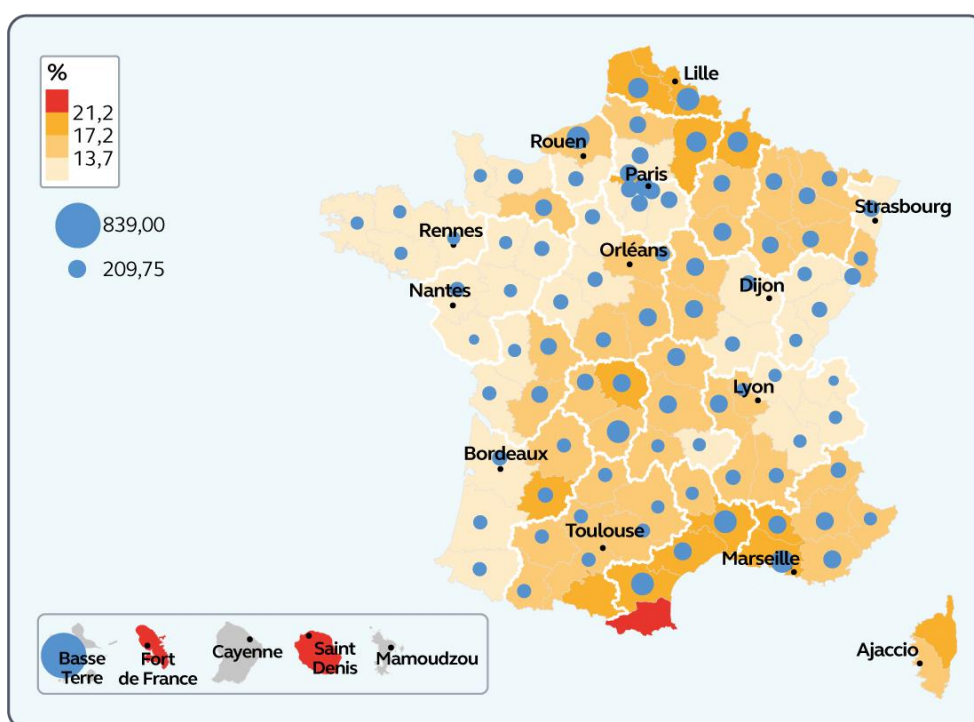 %
21,2
17,2
13,7
839,00
209,75
Lille
Rouen
Paris
Strasbourg
Rennes
Orléans
Nantes
Dijon
Lyon
Bordeaux
Toulouse
Marseille
Ajaccio
Basse
Terre
Fort
de France
Cayenne
Saint
Denis
Mamoudzou